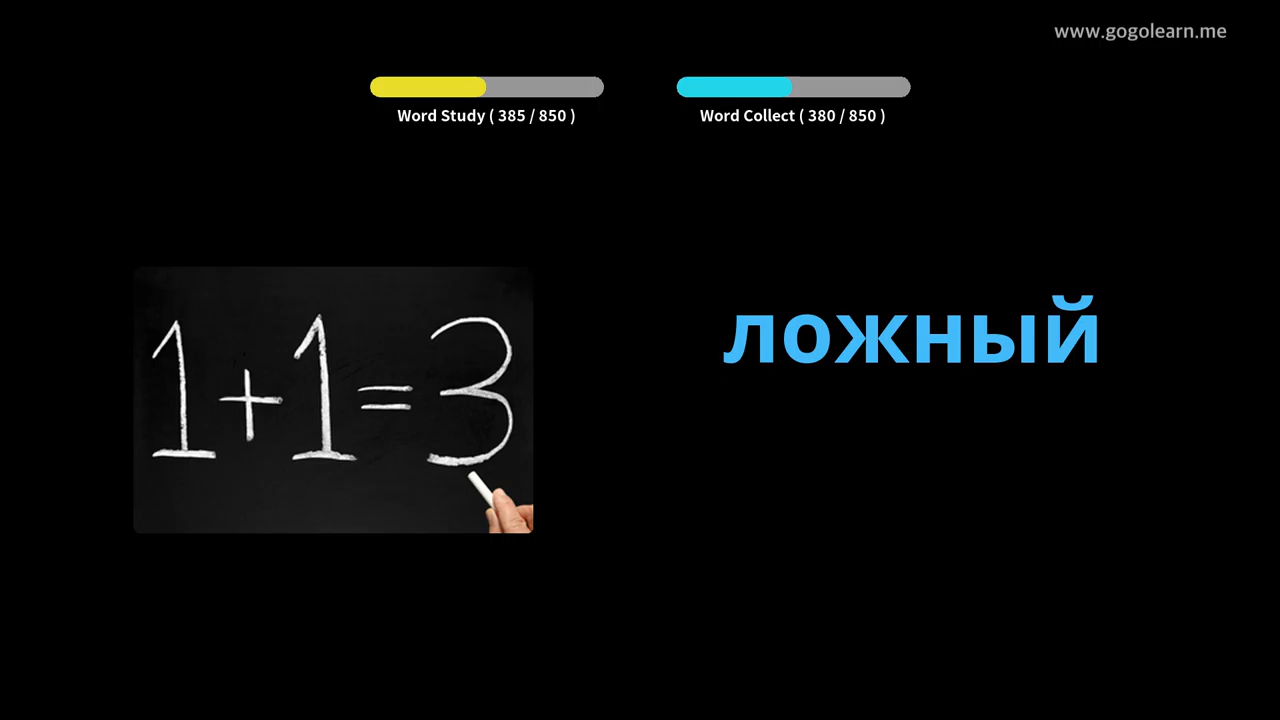 www.gogolearn.me
Word Study ( 385 / 850 )
Word Collect ( 380 / 850 )
1+1=3
ложный